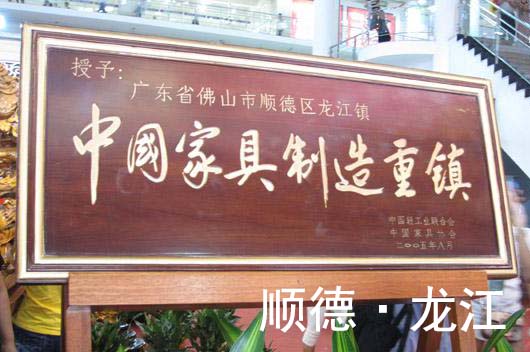 授予:
广东省佛山市顺德区龙江镇
中國家具制造重镇
中国轻工业联合会
中国家具协会
二〇〇五年八月
顺德·龙江